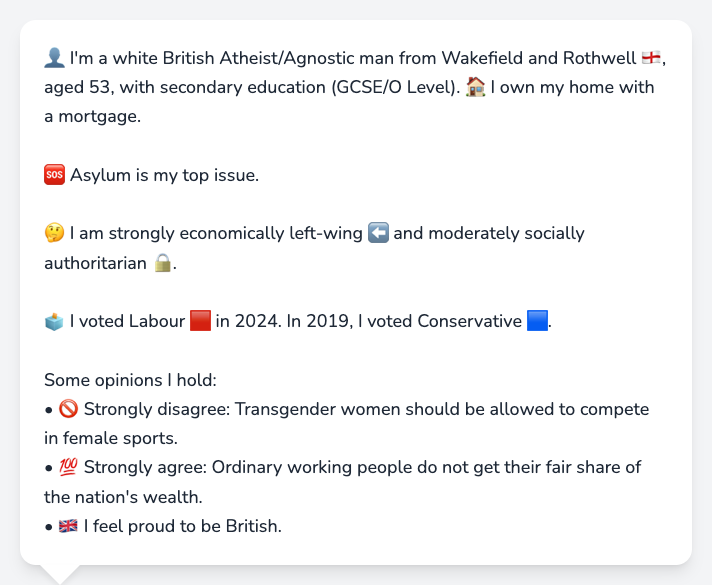 👤 I'm a white British Atheist/Agnostic man from Wakefield and Rothwell 🏴󠁧󠁢󠁥󠁮󠁧󠁿,
aged 53, with secondary education (GCSE/O Level). 🏠 I own my home with
a mortgage.
🆘 Asylum is my top issue.
🤔 I am strongly economically left-wing ⬅️ and moderately socially
authoritarian 🔒.
🗳️ I voted Labour 🟥 in 2024. In 2019, I voted Conservative 🟦.
Some opinions I hold:
• 🚫 Strongly disagree: Transgender women should be allowed to compete
in female sports.
• 💯 Strongly agree: Ordinary working people do not get their fair share of
the nation's wealth.
• 🇬🇧 I feel proud to be British.